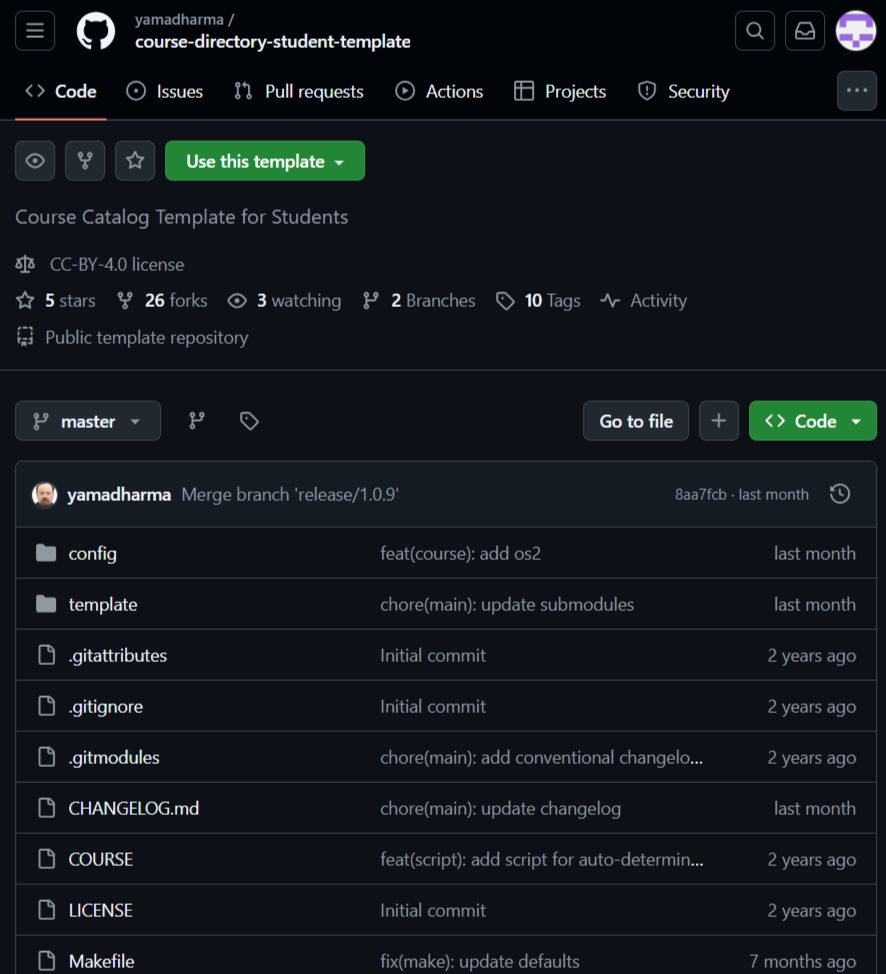 yamadharma /
course-directory-student-template
Code Issues Pull requests Actions Projects Security
Use this template
Course Catalog Template for Students
CC-BY-4.0 license
5 stars 26 forks 3 watching 2 Branches 10 Tags Activity
Public template repository
master Go to file Code
yamadharma Merge branch 'release/1.0.9' 8aa7fcb · last month
config feat(course): add os2 last month
template chore(main): update submodules last month
.gitattributes Initial commit 2 years ago
.gitignore Initial commit 2 years ago
.gitmodules chore(main): add conventional changelo... 2 years ago
CHANGELOG.md chore(main): update changelog last month
COURSE feat(script): add script for auto-determin... 2 years ago
LICENSE Initial commit 2 years ago
Makefile fix(make): update defaults 7 months ago